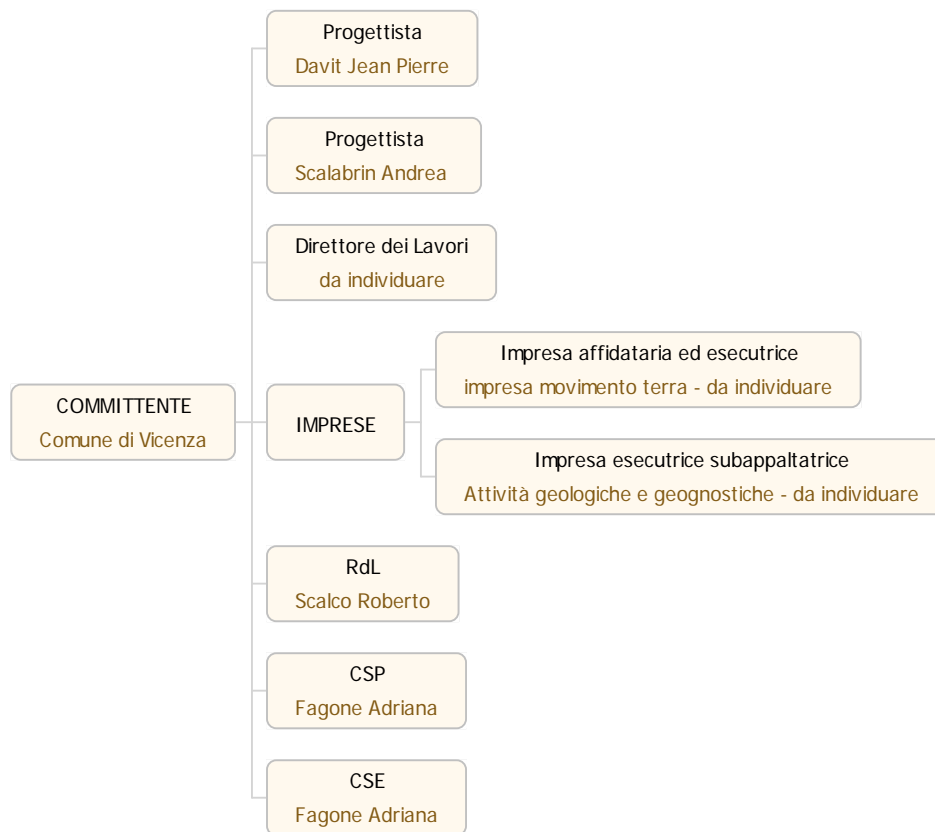 Progettista
Davit Jean Pierre
Progettista
Scalabrin Andrea
Direttore dei Lavori
da individuare
COMMITTENTE
Comune di Vicenza
IMPRESE
Impresa affidataria ed esecutrice
impresa movimento terra - da individuare
Impresa esecutrice subappaltatrice
Attività geologiche e geognostiche - da individuare
RdL
Scalco Roberto
CSP
Fagone Adriana
CSE
Fagone Adriana